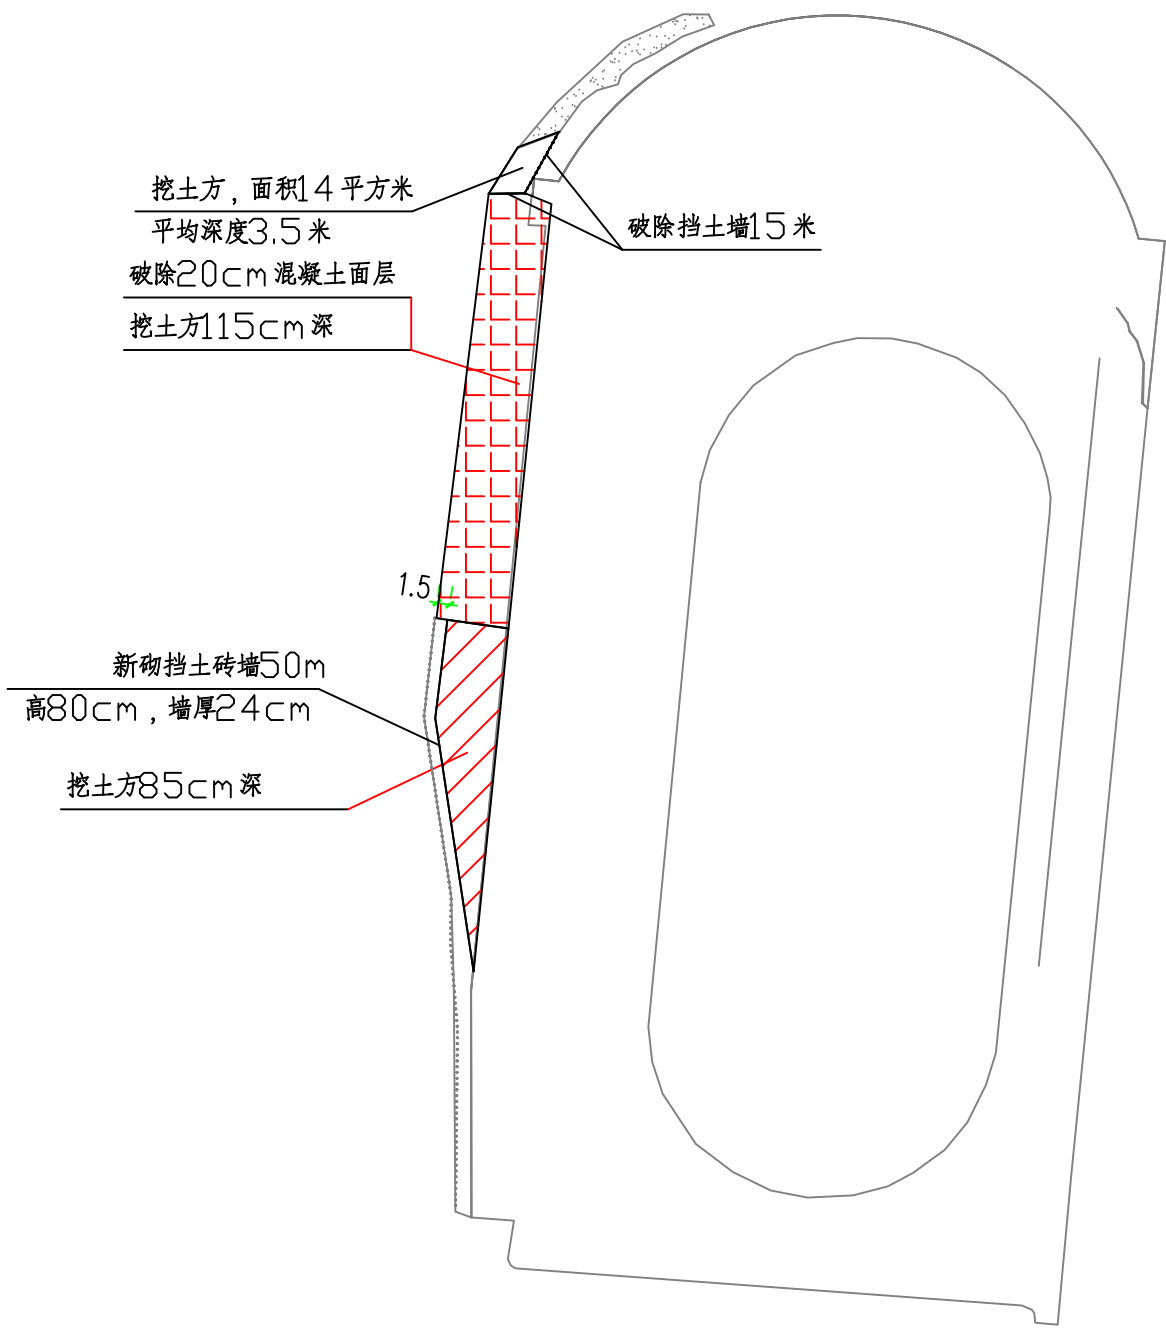 挖土方，面积14平方米
平均深度3.5米
破除挡土墙15米
破除20cm混凝土面层
挖土方115cm深
1.5
新砌挡土砖墙50m
高80cm，墙厚24cm
挖土方85cm深